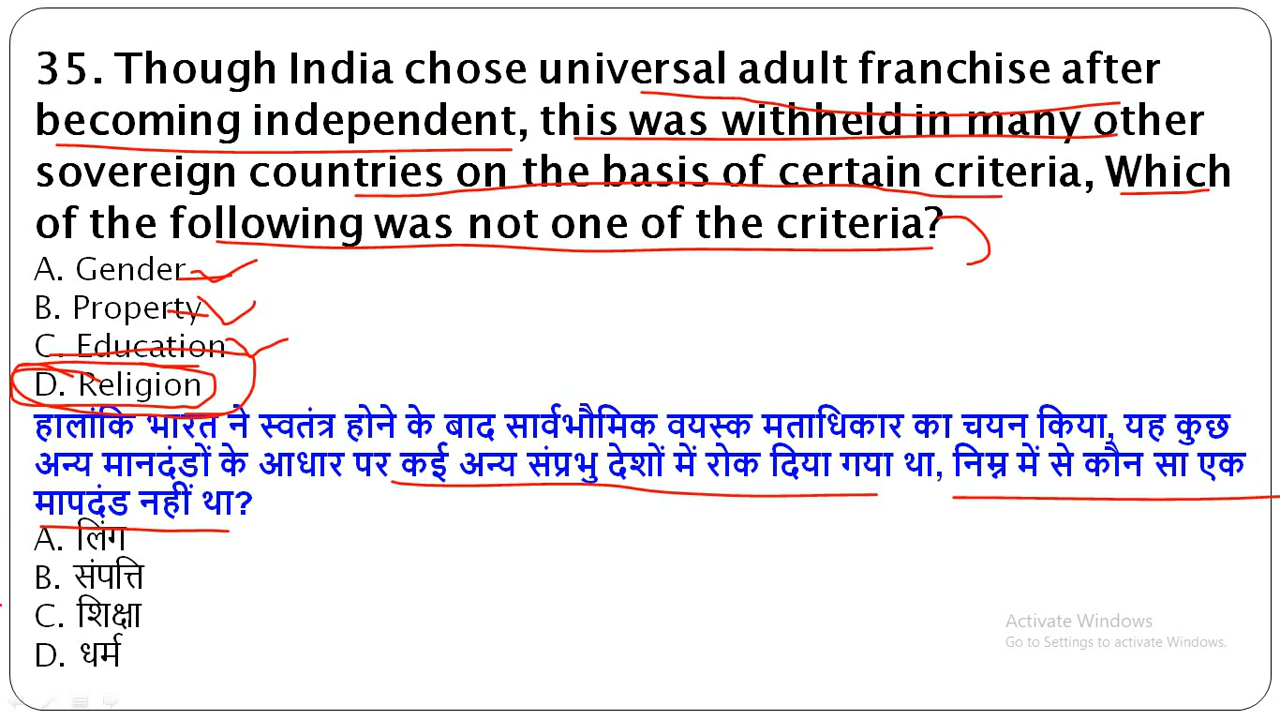 35. Though India chose universal adult franchise after
becoming independent, this was withheld in many other
sovereign countries on the basis of certain criteria, Which
of the following was not one of the criteria?
A. Gender
B. Property
C. Education
D. Religion
हालांकि भारत ने स्वतंत्र होने के बाद सार्वभौमिक वयस्क मताधिकार का चयन किया, यह कुछ
अन्य मानदंडों के आधार पर कई अन्य संप्रभु देशों में रोक दिया गया था, निम्न में से कौन सा एक
मापदंड नहीं था?
A. लिंग
B. संपत्ति
C. शिक्षा
D. धर्म
Activate Windows
Go to Settings to activate Windows.